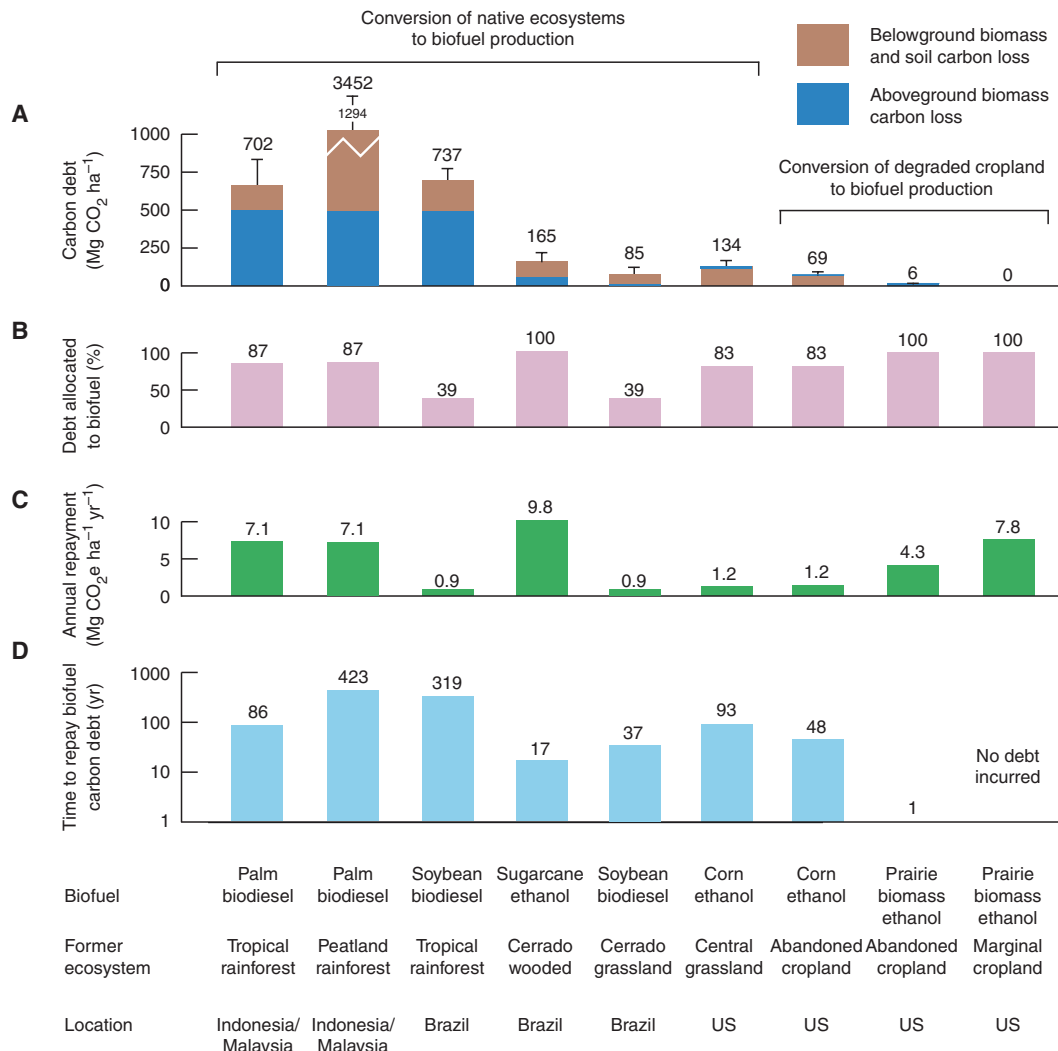 Conversion of native ecosystems
to biofuel production
Belowground biomass
and soil carbon loss
Aboveground biomass
carbon loss
Conversion of degraded cropland
to biofuel production
A
Carbon debt
(Mg CO₂ ha⁻¹)
1000
750
500
250
0
702
3452
1294
737
165
85
134
69
6
0
B
Debt allocated
to biofuel (%)
100
50
0
87
87
39
100
39
83
83
100
100
C
Annual repayment
(Mg CO₂e ha⁻¹ yr⁻¹)
10
5
0
7.1
7.1
0.9
9.8
0.9
1.2
1.2
4.3
7.8
D
Time to repay biofuel
carbon debt (yr)
1000
100
10
1
86
423
319
17
37
93
48
1
No debt
incurred
Biofuel
Palm
biodiesel
Palm
biodiesel
Soybean
biodiesel
Sugarcane
ethanol
Soybean
biodiesel
Corn
ethanol
Corn
ethanol
Prairie
biomass
ethanol
Prairie
biomass
ethanol
Former
ecosystem
Tropical
rainforest
Peatland
rainforest
Tropical
rainforest
Cerrado
wooded
Cerrado
grassland
Central
grassland
Abandoned
cropland
Abandoned
cropland
Marginal
cropland
Location
Indonesia/
Malaysia
Indonesia/
Malaysia
Brazil
Brazil
Brazil
US
US
US
US